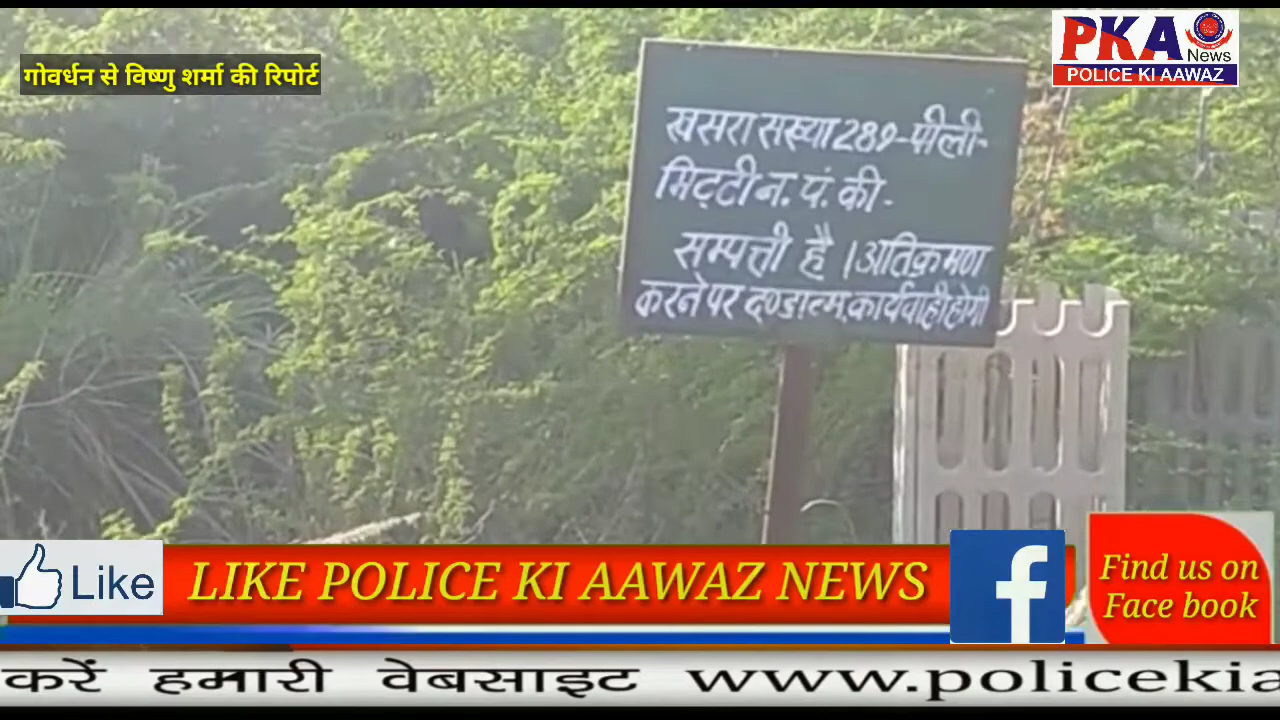 गोवर्धन से विष्णु शर्मा की रिपोर्ट
PKA
News
POLICE KI AAWAZ
खसरा सख्या 289-पीली-
मिट्टी न. पं. की-
सम्पत्ती है । अतिक्रमण
करने पर दण्डात्म. कार्यवाही होगी
Like
LIKE POLICE KI AAWAZ NEWS
f
Find us on
Face book
करें हमारी वेबसाइट www.policekia